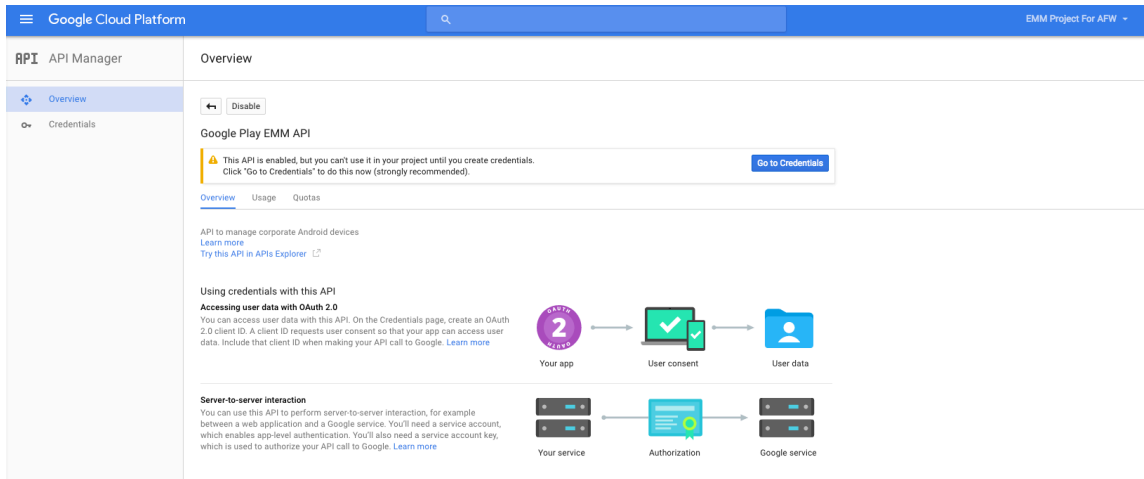 Google Cloud Platform
EMM Project For AFW
API API Manager
Overview
Overview
Credentials
Disable
Google Play EMM API
This API is enabled, but you can't use it in your project until you create credentials.
Click "Go to Credentials" to do this now (strongly recommended).
Go to Credentials
Overview Usage Quotas
API to manage corporate Android devices
Learn more
Try this API in APIs Explorer
Using credentials with this API
Accessing user data with OAuth 2.0
You can access user data with this API. On the Credentials page, create an OAuth
2.0 client ID. A client ID requests user consent so that your app can access user
data. Include that client ID when making your API call to Google. Learn more
OAUTH
2
OAUTH
Your app
User consent
User data
Server-to-server interaction
You can use this API to perform server-to-server interaction, for example
between a web application and a Google service. You'll need a service account,
which enables app-level authentication. You'll also need a service account key,
which is used to authorize your API call to Google. Learn more
Your service
Authorization
Google service